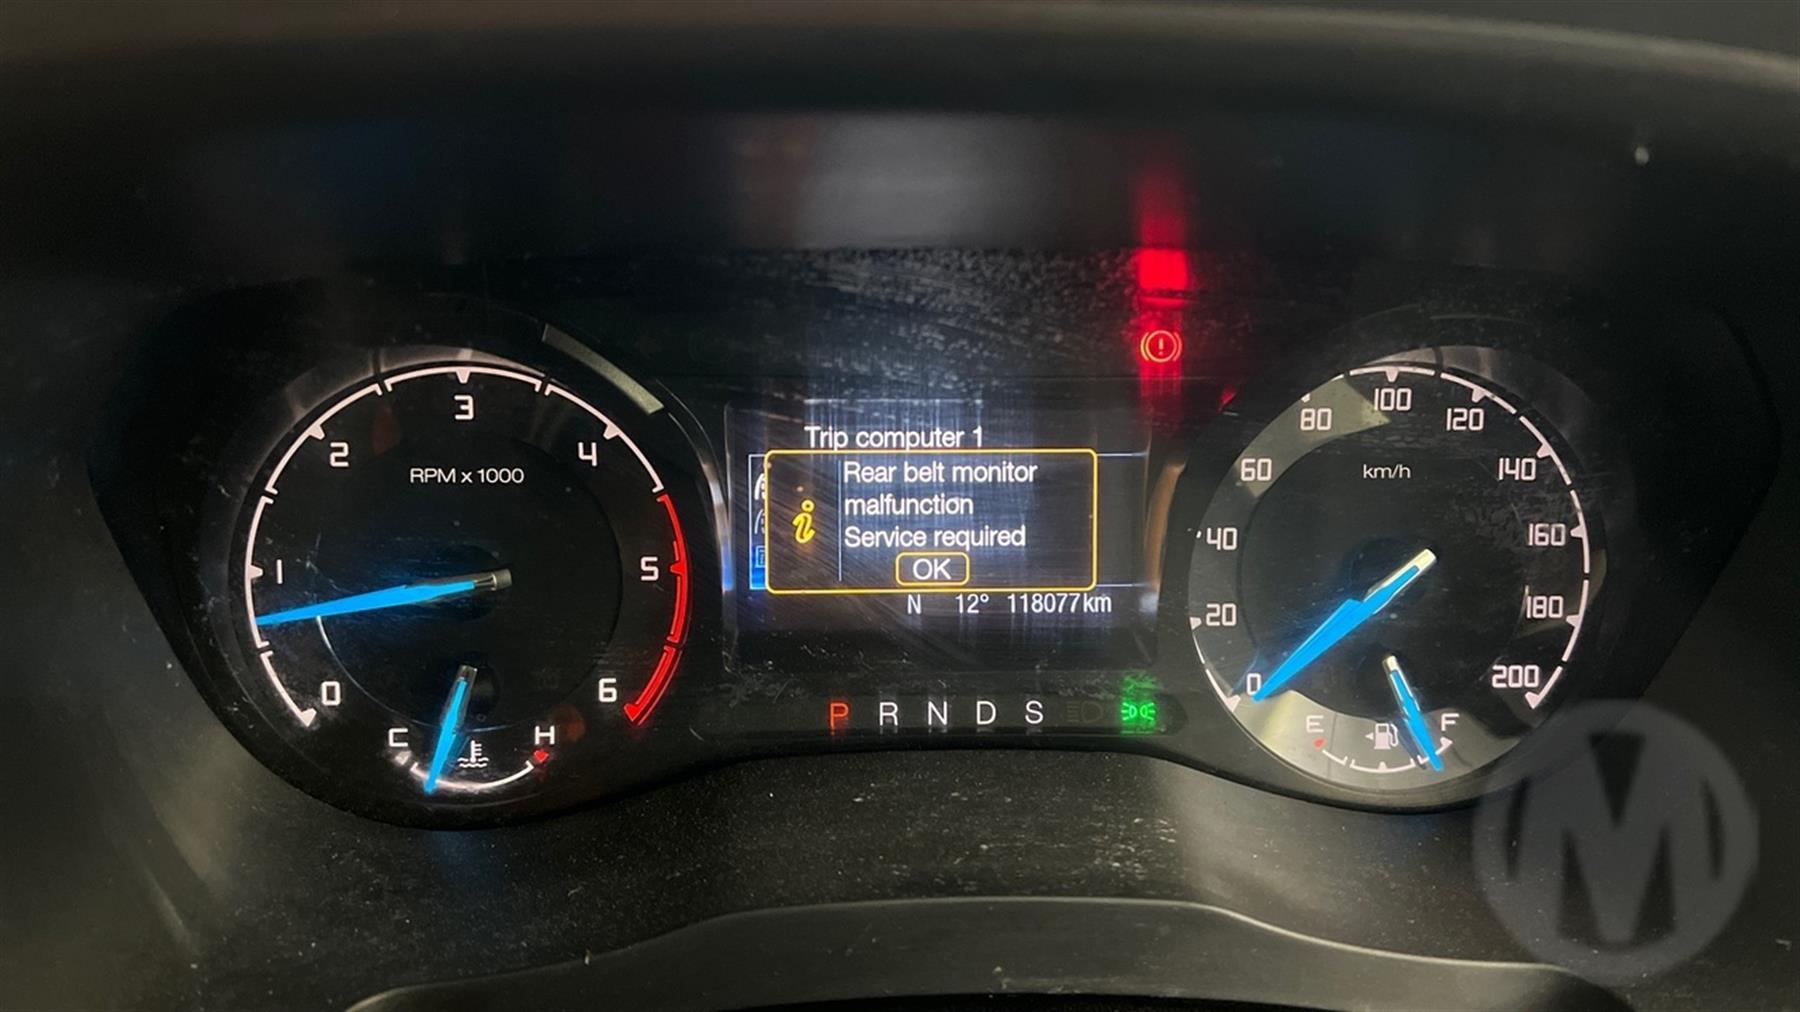 0
1
2
3
4
5
6
RPM x 1000
C
H
Trip computer 1
Rear belt monitor
malfunction
Service required
OK
N 12° 118077km
P R N D S
0
20
40
60
80
100
120
140
160
180
200
km/h
E
F
M